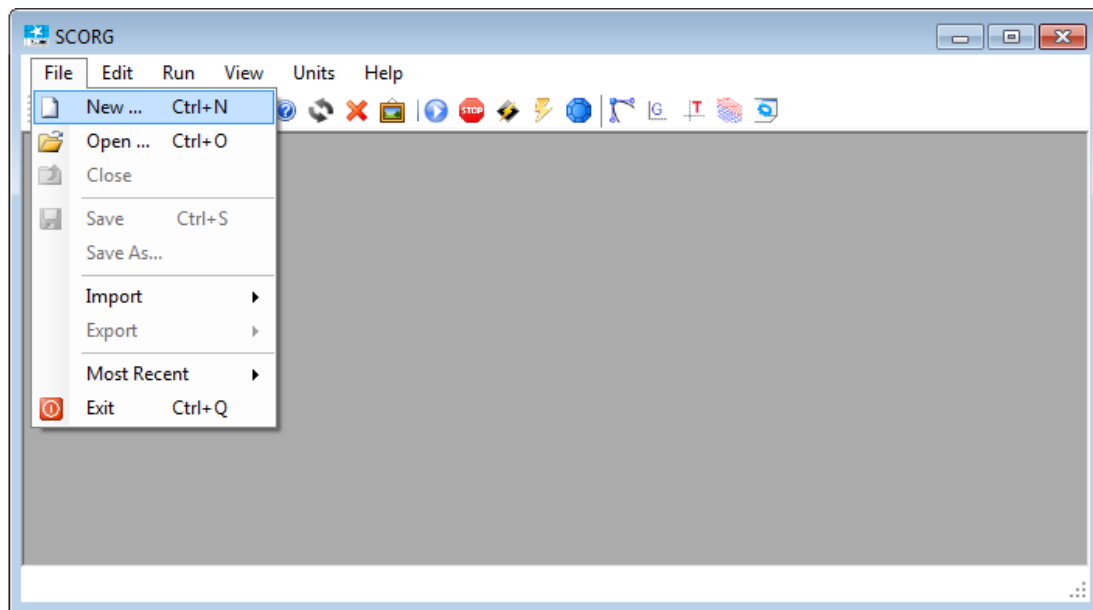 SCORG
File Edit Run View Units Help
New ... Ctrl+N
STOP G T
Open ... Ctrl+O
Close
Save Ctrl+S
Save As...
Import
Export
Most Recent
Exit Ctrl+Q